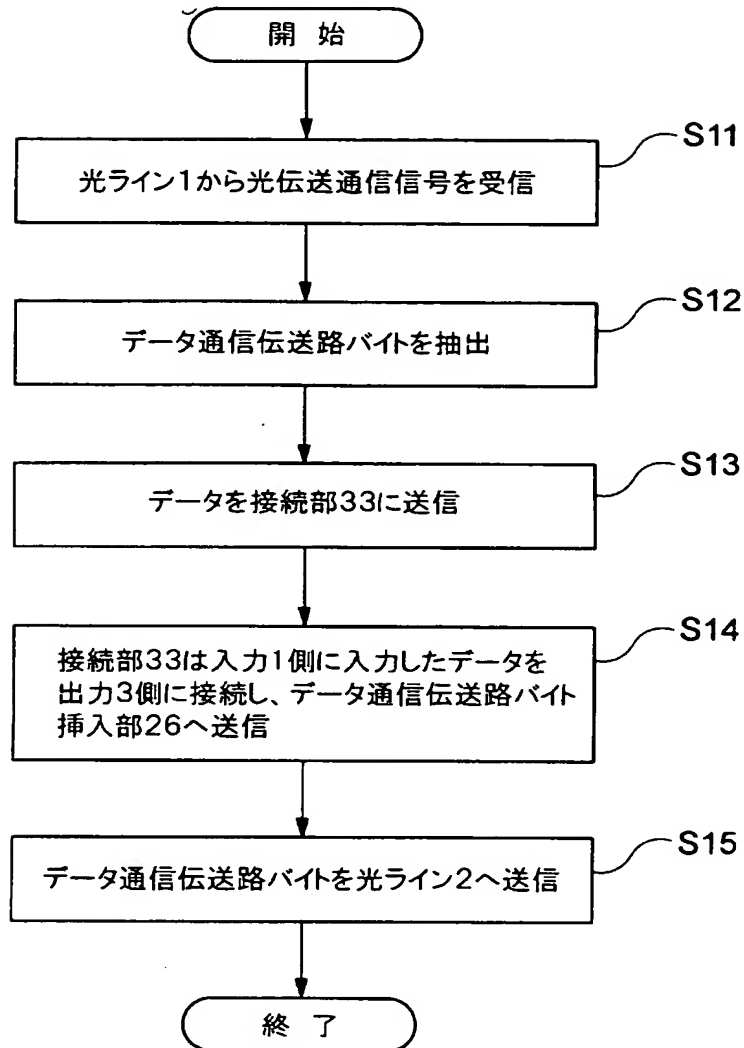 開 始
S11
光ライン1から光伝送通信信号を受信
S12
データ通信伝送路バイトを抽出
S13
データを接続部33に送信
S14
接続部33は入力1側に入力したデータを
出力3側に接続し、データ通信伝送路バイト
挿入部26へ送信
S15
データ通信伝送路バイトを光ライン2へ送信
終 了